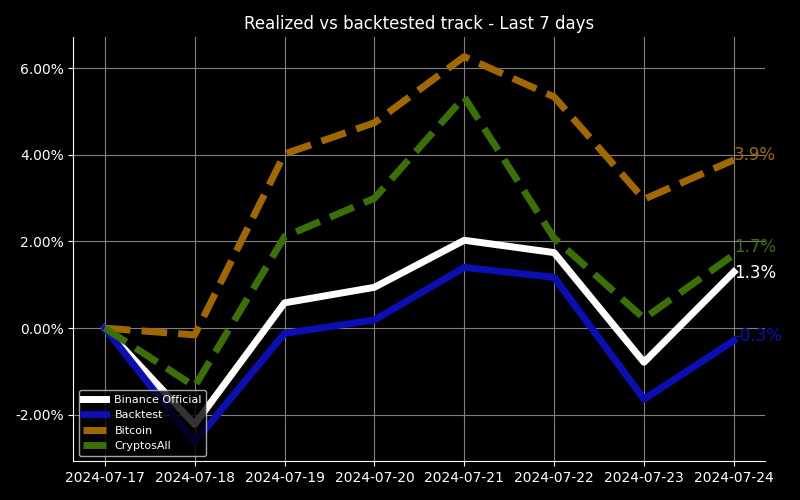 Realized vs backtested track - Last 7 days
6.00%
4.00%
2.00%
0.00%
-2.00%
3.9%
1.7%
1.3%
-0.3%
Binance Official
Backtest
Bitcoin
CryptosAll
2024-07-17 2024-07-18 2024-07-19 2024-07-20 2024-07-21 2024-07-22 2024-07-23 2024-07-24